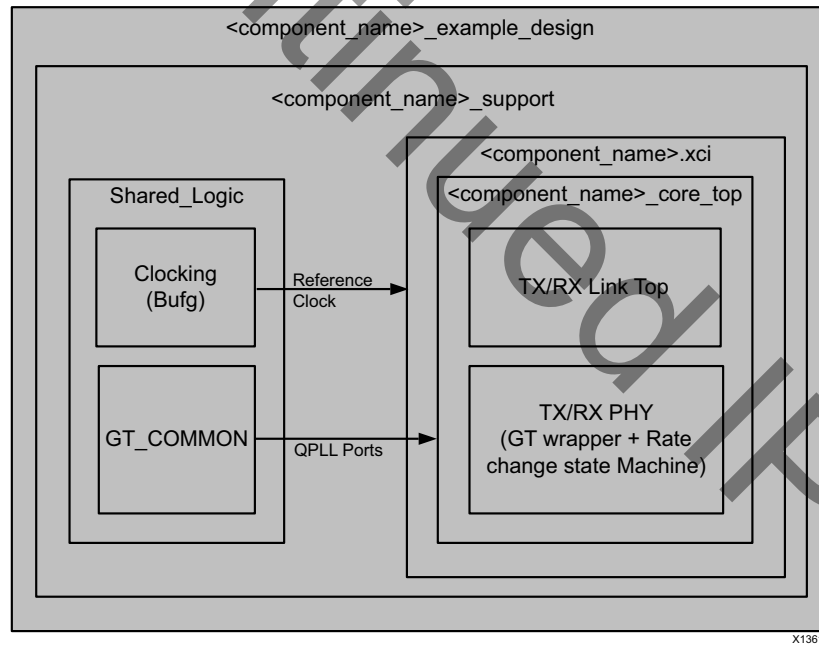 <component_name>_example_design
<component_name>_support
<component_name>.xci
Shared_Logic
<component_name>_core_top
Clocking
(Bufg)
Reference
Clock
TX/RX Link Top
GT_COMMON
QPLL Ports
TX/RX PHY
(GT wrapper + Rate
change state Machine)
X136